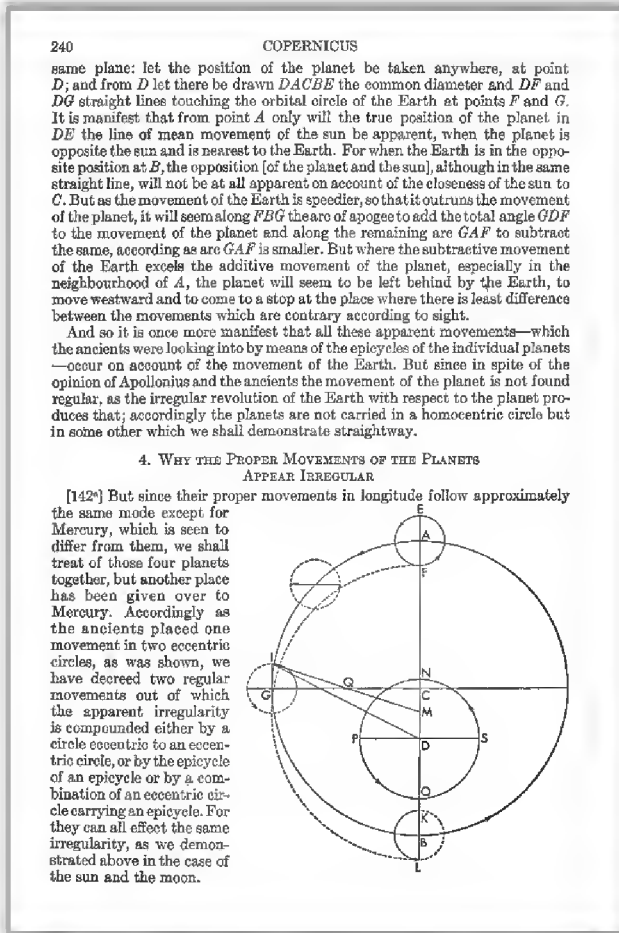 240 COPERNICUS
same plane: let the position of the planet be taken anywhere, at point
D; and from D let there be drawn DACBE the common diameter and DF and
DG straight lines touching the orbital circle of the Earth at points F and G.
It is manifest that from point A only will the true position of the planet in
DE the line of mean movement of the sun be apparent, when the planet is
opposite the sun and is nearest to the Earth. For when the Earth is in the oppo-
site position at B, the opposition [of the planet and the sun], although in the same
straight line, will not be at all apparent on account of the closeness of the sun to
C. But as the movement of the Earth is speedier, so that it outruns the movement
of the planet, it will seem along FBG the arc of apogee to add the total angle GDF
to the movement of the planet and along the remaining arc GAF to subtract
the same, according as arc GAF is smaller. But where the subtractive movement
of the Earth excels the additive movement of the planet, especially in the
neighbourhood of A, the planet will seem to be left behind by the Earth, to
move westward and to come to a stop at the place where there is least difference
between the movements which are contrary according to sight.
And so it is once more manifest that all these apparent movements—which
the ancients were looking into by means of the epicycles of the individual planets
—occur on account of the movement of the Earth. But since in spite of the
opinion of Apollonius and the ancients the movement of the planet is not found
regular, as the irregular revolution of the Earth with respect to the planet pro-
duces that; accordingly the planets are not carried in a homocentric circle but
in some other which we shall demonstrate straightway.
4. WHY THE PROPER MOVEMENTS OF THE PLANETS
APPEAR IRREGULAR
[142ᵃ] But since their proper movements in longitude follow approximately
the same mode except for
Mercury, which is seen to
differ from them, we shall
treat of those four planets
together, but another place
has been given over to
Mercury. Accordingly as
the ancients placed one
movement in two eccentric
circles, as was shown, we
have decreed two regular
movements out of which
the apparent irregularity
is compounded either by a
circle eccentric to an eccen-
tric circle, or by the epicycle
of an epicycle or by a com-
bination of an eccentric cir-
cle carrying an epicycle. For
they can all effect the same
irregularity, as we demon-
strated above in the case of
the sun and the moon.
E
A
F
I
N
Q
G
C
M
P
D
S
O
K
B
L